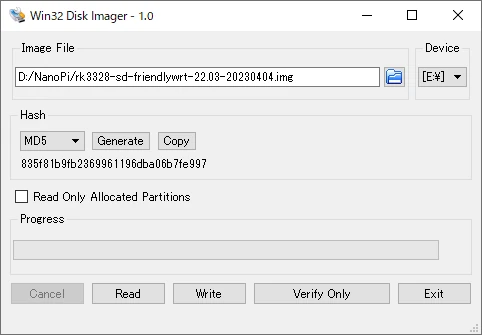 Win32 Disk Imager - 1.0
Image File
Device
D:/NanoPi/rk3328-sd-friendlywrt-22.03-20230404.img
[E:¥]
Hash
MD5
Generate
Copy
835f81b9fb2369961196dba06b7fe997
Read Only Allocated Partitions
Progress
Cancel
Read
Write
Verify Only
Exit